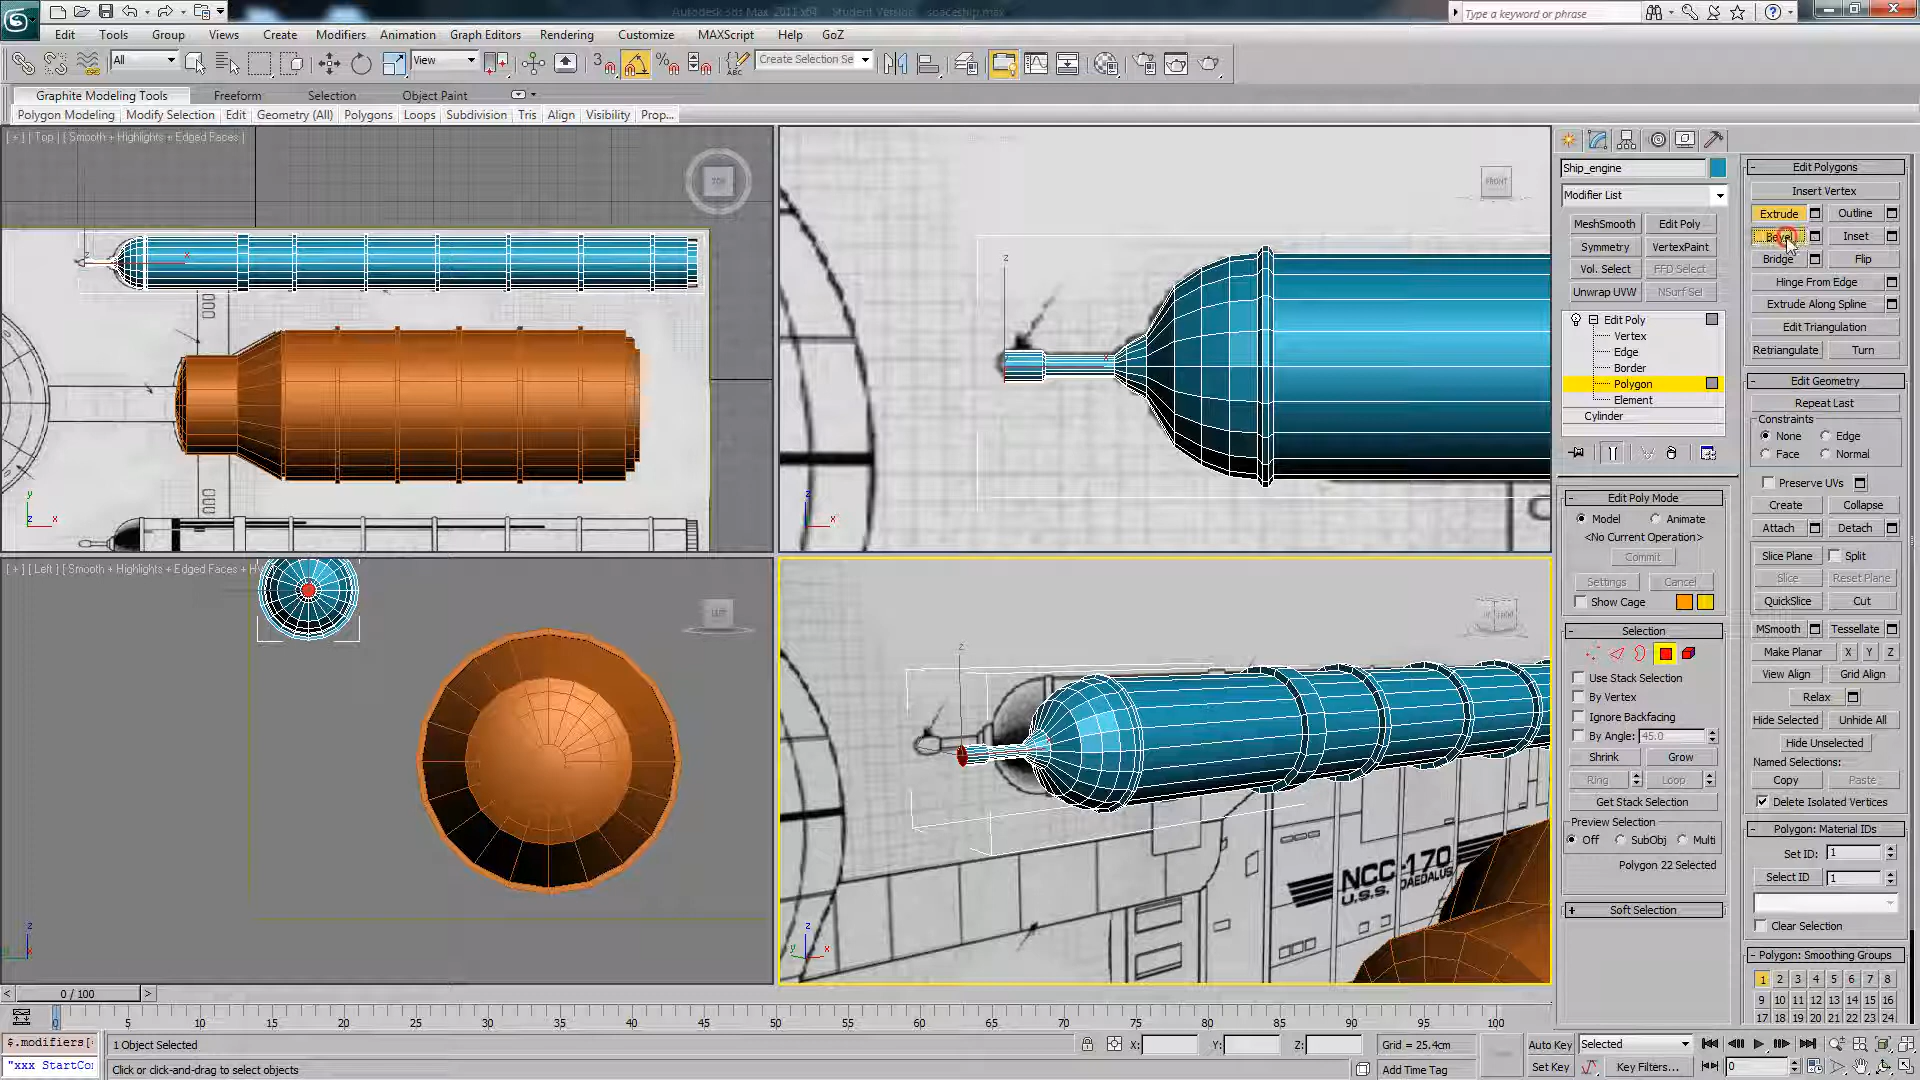 Autodesk 3ds Max 2011 x64 Student Version spaceship.max
Type a keyword or phrase
Edit Tools Group Views Create Modifiers Animation Graph Editors Rendering Customize MAXScript Help GoZ
All View Create Selection Se
Graphite Modeling Tools Freeform Selection Object Paint
Polygon Modeling Modify Selection Edit Geometry (All) Polygons Loops Subdivision Tris Align Visibility Prop...
[ + ] [ Top ] [ Smooth + Highlights + Edged Faces ]
TOP
FRONT
[ + ] [ Left ] [ Smooth + Highlights + Edged Faces + H
LEFT
NCC-170
U.S.S. DAEDALUS
Ship_engine
Modifier List
MeshSmooth Edit Poly
Symmetry VertexPaint
Vol. Select FFD Select
Unwrap UVW NSurf Sel
Edit Poly
Vertex
Edge
Border
Polygon
Element
Cylinder
Edit Poly Mode
Model Animate
<No Current Operation>
Commit
Settings Cancel
Show Cage
Selection
Use Stack Selection
By Vertex
Ignore Backfacing
By Angle: 45.0
Shrink Grow
Ring Loop
Get Stack Selection
Preview Selection
Off SubObj Multi
Polygon 22 Selected
Soft Selection
Edit Polygons
Insert Vertex
Extrude Outline
Bevel Inset
Bridge Flip
Hinge From Edge
Extrude Along Spline
Edit Triangulation
Retriangulate Turn
Edit Geometry
Repeat Last
Constraints
None Edge
Face Normal
Preserve UVs
Create Collapse
Attach Detach
Slice Plane Split
Slice Reset Plane
QuickSlice Cut
MSmooth Tessellate
Make Planar X Y Z
View Align Grid Align
Relax
Hide Selected Unhide All
Hide Unselected
Named Selections:
Copy Paste
Delete Isolated Vertices
Polygon: Material IDs
Set ID: 1
Select ID 1
Clear Selection
Polygon: Smoothing Groups
1 2 3 4 5 6 7 8
9 10 11 12 13 14 15 16
17 18 19 20 21 22 23 24
0 / 100
0 5 10 15 20 25 30 35 40 45 50 55 60 65 70 75 80 85 90 95 100
$.modifiers[
"xxx StartCo
1 Object Selected
X: Y: Z: Grid = 25.4cm
Auto Key Selected
Click or click-and-drag to select objects
Add Time Tag
Set Key Key Filters... 0